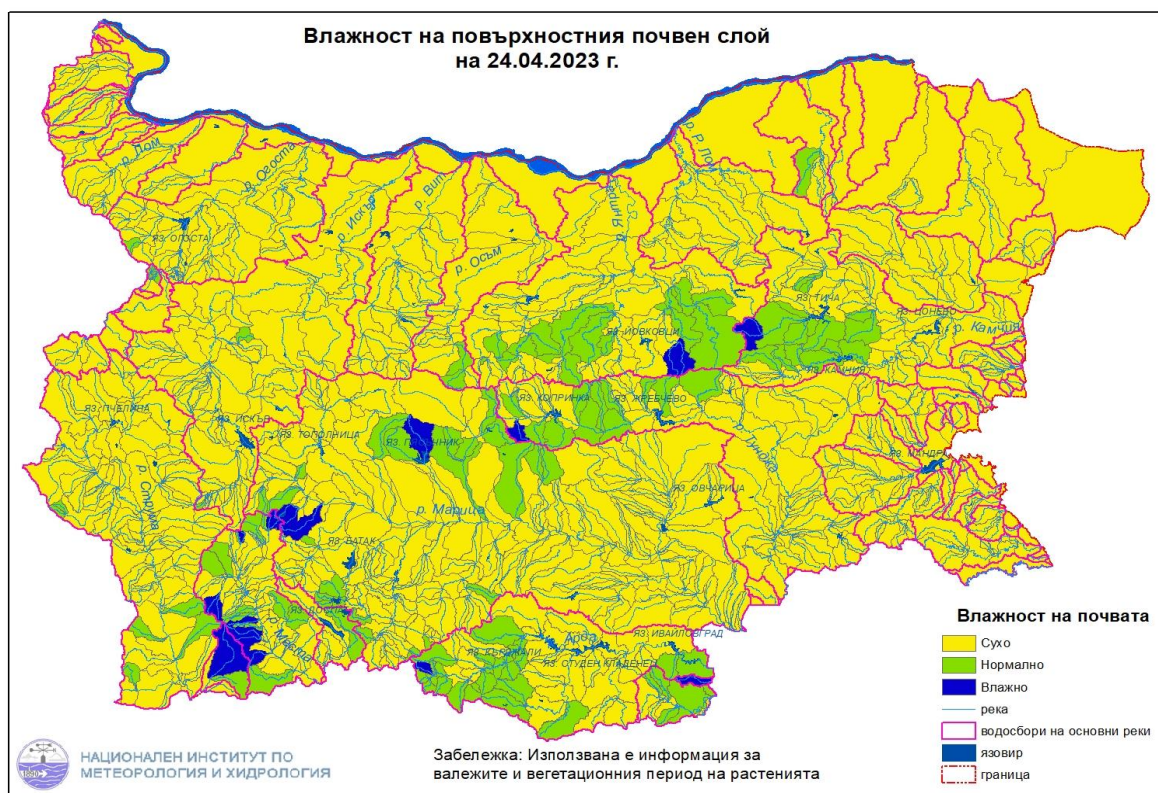 Влажност на повърхностния почвен слой
на 24.04.2023 г.
р. Лом
р. Огоста
р. Искър
р. Вит
р. Осъм
р. Р Лом
ЯЗ. ОГОСТА
ЯЗ. ТИЧА
ЯЗ. ЦОНЕВО
р. Камчия
ЯЗ. ЙОВКОВЦИ
ЯЗ. КАМЧИЯ
ЯЗ. КОПРИНКА
ЯЗ. ЖРЕБЧЕВО
ЯЗ. ПЧЕЛИНА
ЯЗ. ИСКЪР
ЯЗ. ТОПОЛНИЦА
р. Тунджа
ЯЗ. МАНДРА
р. Струма
ЯЗ. ОВЧАРИЦА
р. Марица
ЯЗ. БАТАК
р. Места
р. Арда
ЯЗ. ИВАЙЛОВГРАД
ЯЗ. КЪРДЖАЛИ
ЯЗ. СТУДЕН КЛАДЕНЕЦ
Влажност на почвата
Сухо
Нормално
Влажно
река
водосбори на основни реки
язовир
граница
1890
НАЦИОНАЛЕН ИНСТИТУТ ПО
МЕТЕОРОЛОГИЯ И ХИДРОЛОГИЯ
Забележка: Използвана е информация за
валежите и вегетационния период на растенията